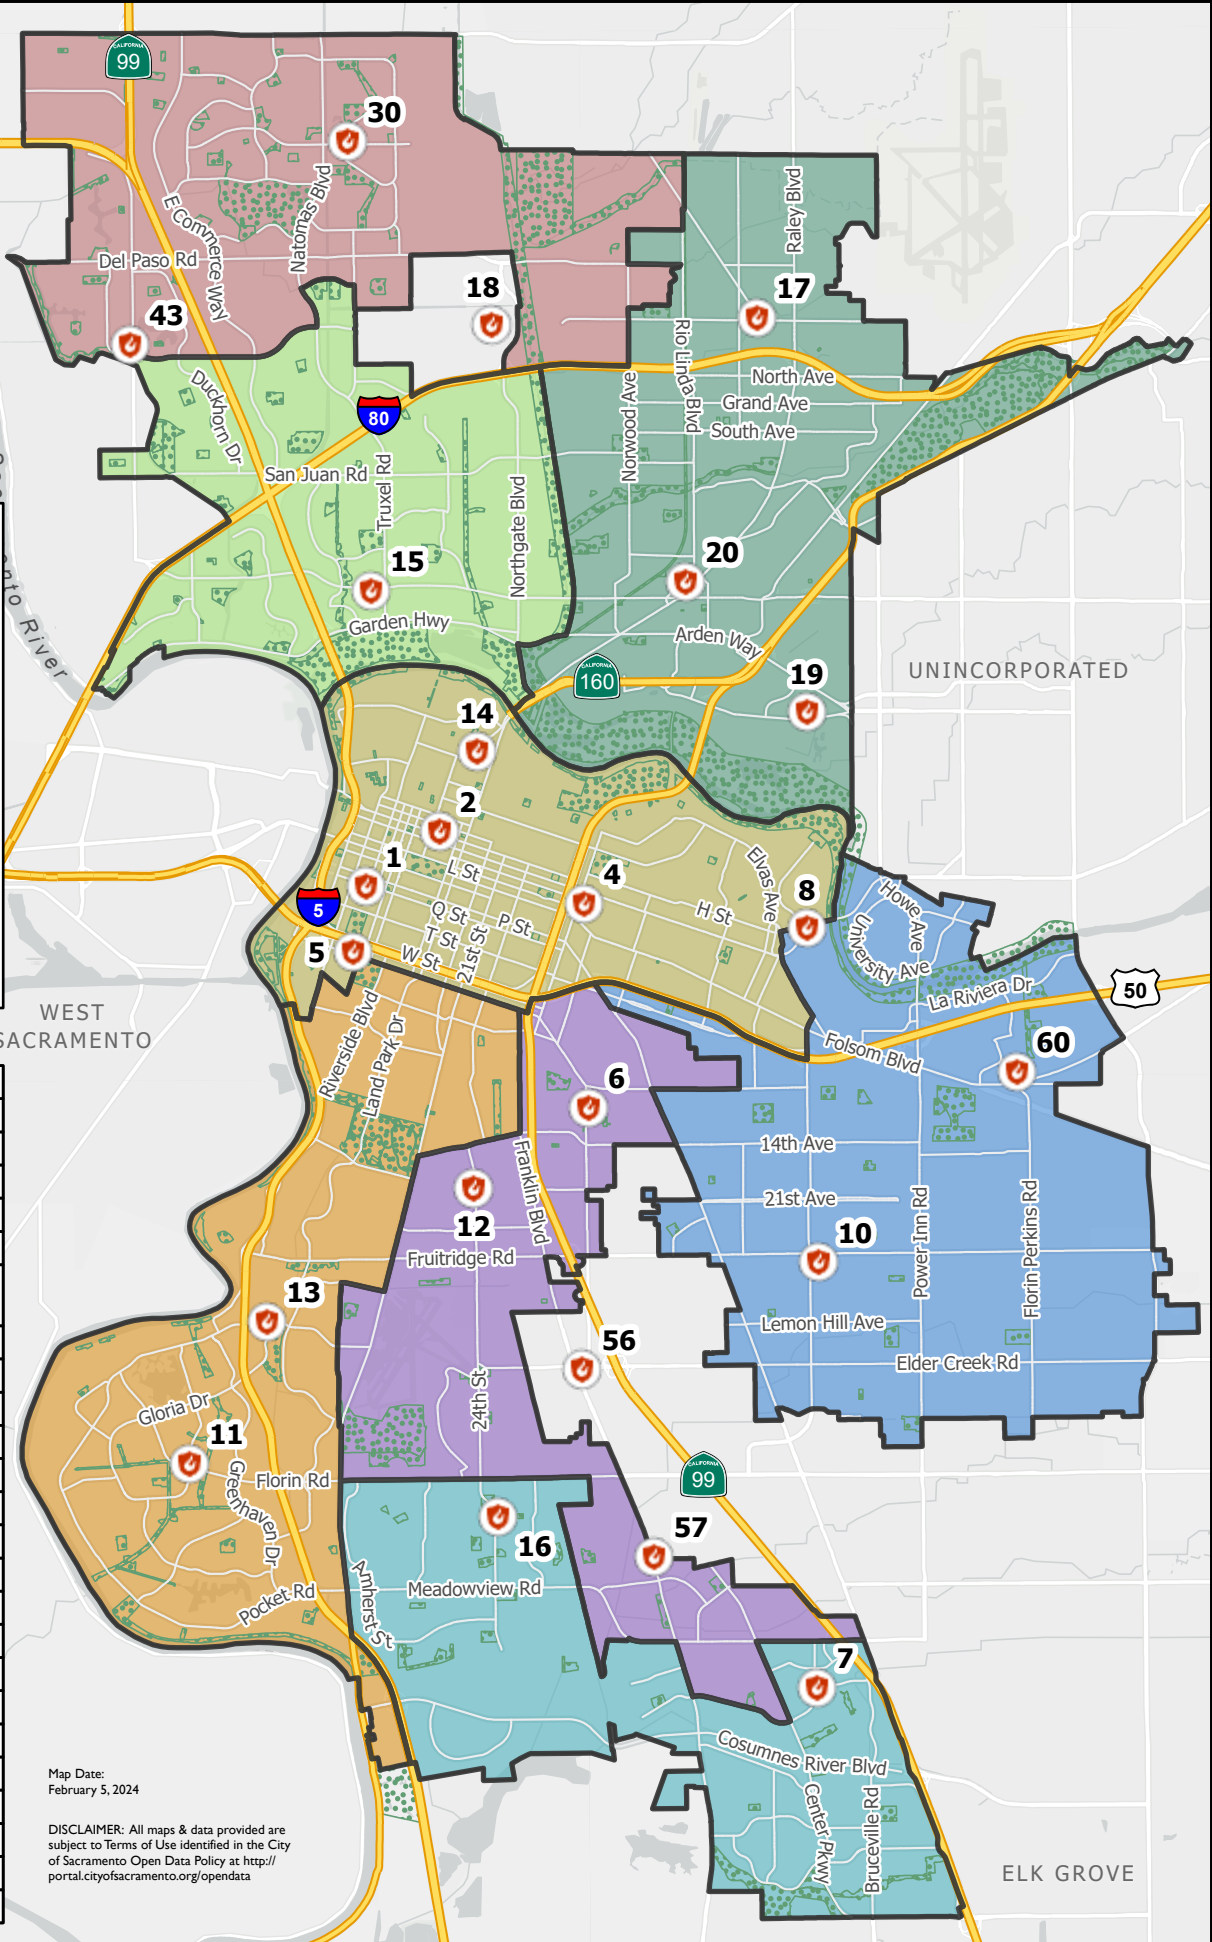 CALIFORNIA
99
30
Natomas Blvd
E Commerce Way
Raley Blvd
Del Paso Rd
18
17
43
Rio Linda Blvd
Duckhorn Dr
80
Norwood Ave
North Ave
Grand Ave
South Ave
San Juan Rd
Truxel Rd
Northgate Blvd
15
20
Garden Hwy
Arden Way
River
CALIFORNIA
160
19
UNINCORPORATED
14
2
1
L St
4
Elvas Ave
8
Howe Ave
5
Q St
P St
H St
T St
21st St
University Ave
5
W St
La Riviera Dr
50
WEST
SACRAMENTO
Riverside Blvd
Land Park Dr
Folsom Blvd
60
6
14th Ave
Franklin Blvd
12
21st Ave
Power Inn Rd
Florin Perkins Rd
10
Fruitridge Rd
13
56
Lemon Hill Ave
Elder Creek Rd
Gloria Dr
24th St
11
Florin Rd
Greenhaven Dr
CALIFORNIA
99
16
57
Amherst St
Meadowview Rd
Pocket Rd
7
Cosumnes River Blvd
Center Pkwy
Bruceville Rd
ELK GROVE
Map Date:
February 5, 2024
DISCLAIMER: All maps & data provided are
subject to Terms of Use identified in the City
of Sacramento Open Data Policy at http://
portal.cityofsacramento.org/opendata